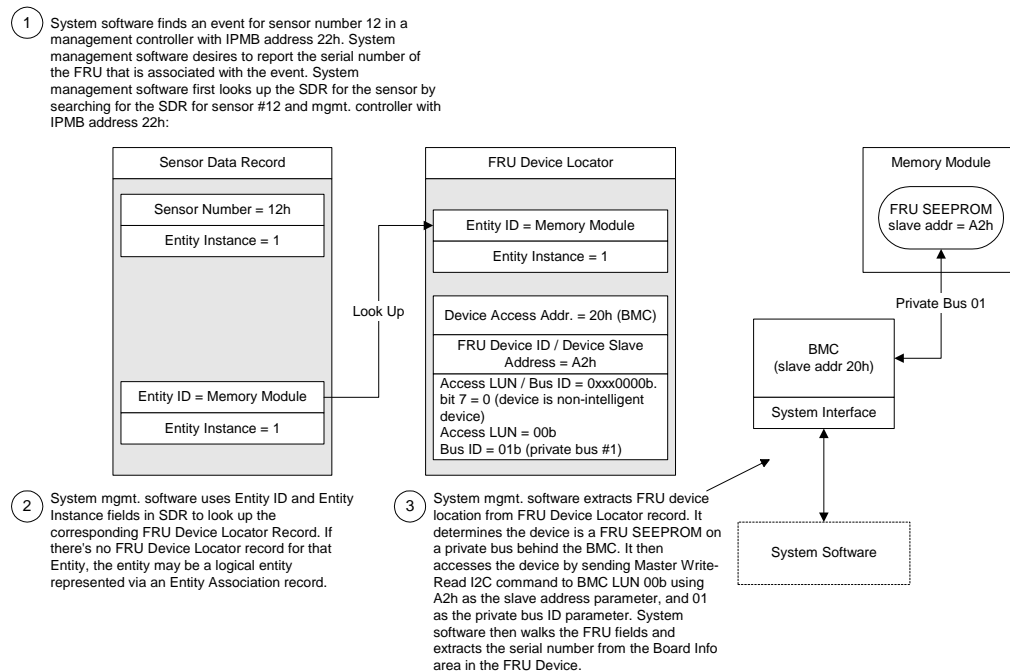 1
System software finds an event for sensor number 12 in a
management controller with IPMB address 22h. System
management software desires to report the serial number of
the FRU that is associated with the event. System
management software first looks up the SDR for the sensor by
searching for the SDR for sensor #12 and mgmt. controller with
IPMB address 22h:
Sensor Data Record
Sensor Number = 12h
Entity Instance = 1
Entity ID = Memory Module
Entity Instance = 1
Look Up
FRU Device Locator
Entity ID = Memory Module
Entity Instance = 1
Device Access Addr. = 20h (BMC)
FRU Device ID / Device Slave
Address = A2h
Access LUN / Bus ID = 0xxx0000b.
bit 7 = 0 (device is non-intelligent
device)
Access LUN = 00b
Bus ID = 01b (private bus #1)
Memory Module
FRU SEEPROM
slave addr = A2h
Private Bus 01
BMC
(slave addr 20h)
System Interface
System Software
2
System mgmt. software uses Entity ID and Entity
Instance fields in SDR to look up the
corresponding FRU Device Locator Record. If
there's no FRU Device Locator record for that
Entity, the entity may be a logical entity
represented via an Entity Association record.
3
System mgmt. software extracts FRU device
location from FRU Device Locator record. It
determines the device is a FRU SEEPROM on
a private bus behind the BMC. It then
accesses the device by sending Master Write-
Read I2C command to BMC LUN 00b using
A2h as the slave address parameter, and 01
as the private bus ID parameter. System
software then walks the FRU fields and
extracts the serial number from the Board Info
area in the FRU Device.